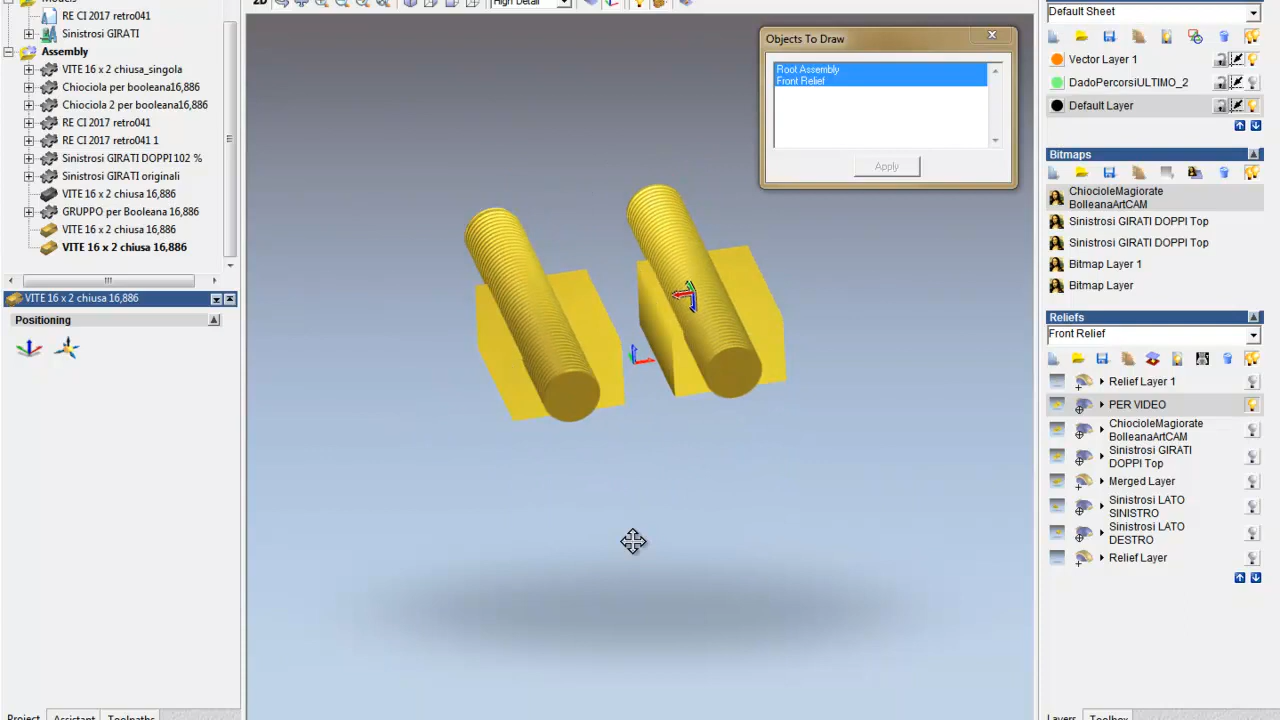 2D
High Detail
Models
RE CI 2017 retro041
Sinistrosi GIRATI
Assembly
VITE 16 x 2 chiusa_singola
Chiocciola per booleana16,886
Chiociola 2 per booleana16,886
RE CI 2017 retro041
RE CI 2017 retro041 1
Sinistrosi GIRATI DOPPI 102 %
Sinistrosi GIRATI originali
VITE 16 x 2 chiusa 16,886
GRUPPO per Booleana 16,886
VITE 16 x 2 chiusa 16,886
VITE 16 x 2 chiusa 16,886
VITE 16 x 2 chiusa 16,886
Positioning
Project
Assistant
Toolpaths
Objects To Draw
Root Assembly
Front Relief
Apply
Default Sheet
Vector Layer 1
DadoPercorsiULTIMO_2
Default Layer
Bitmaps
ChiocioleMagiorate
BolleanaArtCAM
Sinistrosi GIRATI DOPPI Top
Sinistrosi GIRATI DOPPI Top
Bitmap Layer 1
Bitmap Layer
Reliefs
Front Relief
Relief Layer 1
PER VIDEO
ChiocioleMagiorate
BolleanaArtCAM
Sinistrosi GIRATI
DOPPI Top
Merged Layer
Sinistrosi LATO
SINISTRO
Sinistrosi LATO
DESTRO
Relief Layer
Layers
Toolbox